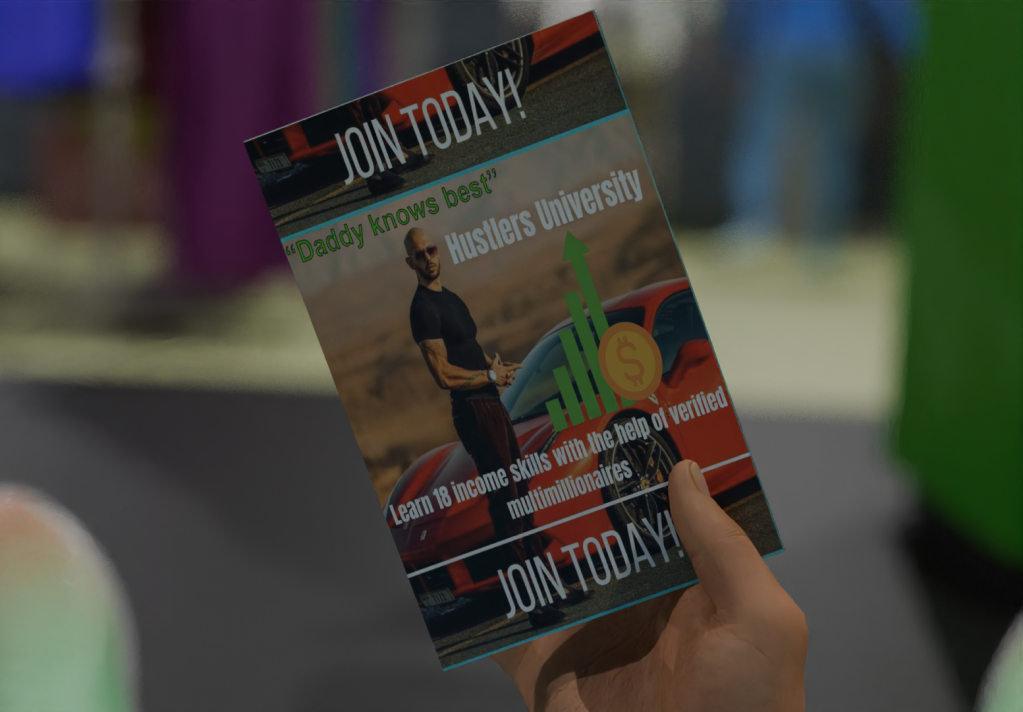 JOIN TODAY!
“Daddy knows best”
Hustlers University
Learn 18 income skills with the help of verified
multimillionaires
JOIN TODAY!